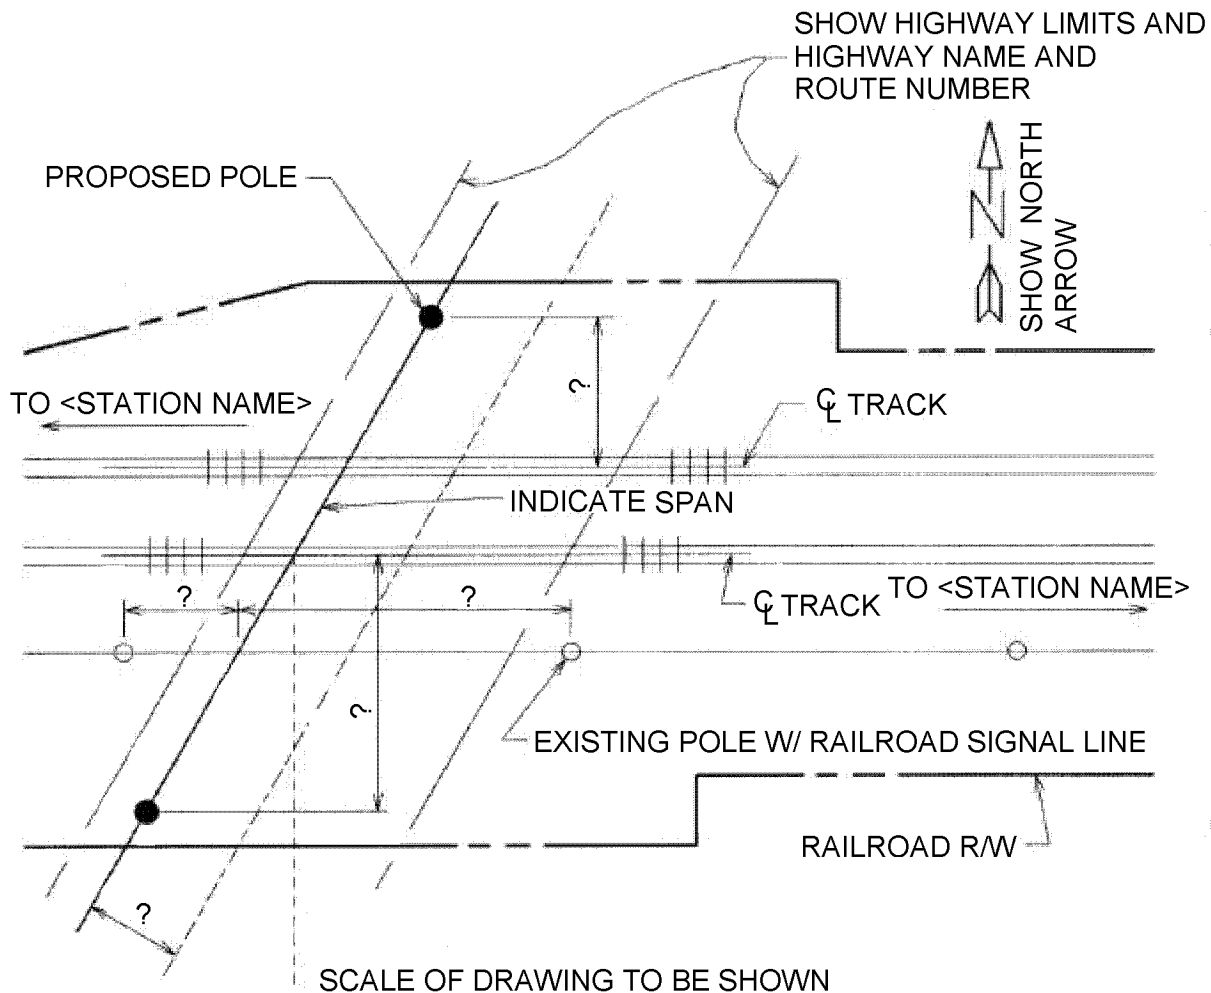 SHOW HIGHWAY LIMITS AND
HIGHWAY NAME AND
ROUTE NUMBER
PROPOSED POLE
N
SHOW NORTH
ARROW
?
TO <STATION NAME>
℄ TRACK
INDICATE SPAN
?
?
℄ TRACK
TO <STATION NAME>
?
EXISTING POLE W/ RAILROAD SIGNAL LINE
RAILROAD R/W
?
SCALE OF DRAWING TO BE SHOWN